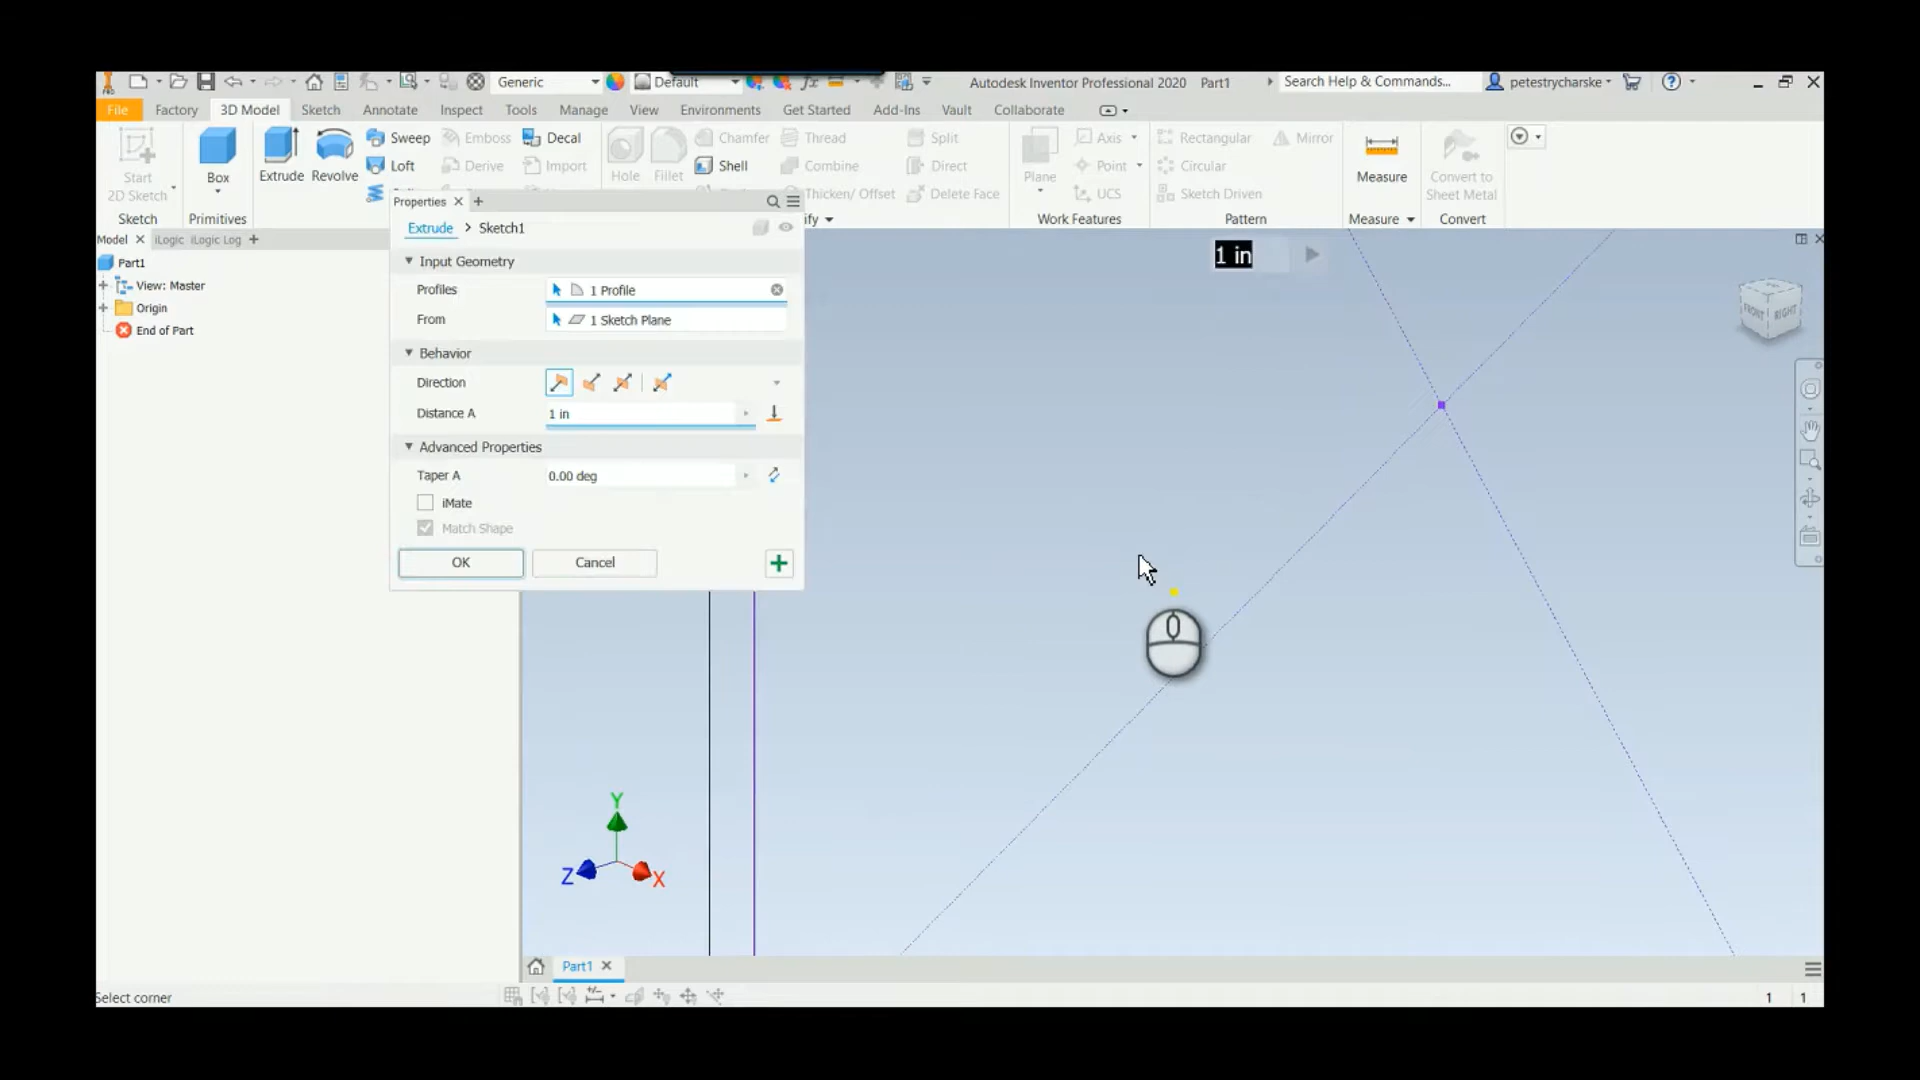 Generic
Default
Autodesk Inventor Professional 2020 Part1
Search Help & Commands...
petestrycharske
File Factory 3D Model Sketch Annotate Inspect Tools Manage View Environments Get Started Add-Ins Vault Collaborate
Start
2D Sketch
Sketch
Box
Primitives
Extrude
Revolve
Sweep
Loft
Emboss
Derive
Decal
Import
Hole
Fillet
Chamfer
Shell
Thread
Combine
Thicken/ Offset
Split
Direct
Delete Face
Plane
Axis
Point
UCS
Work Features
Rectangular
Mirror
Circular
Sketch Driven
Pattern
Measure
Measure
Convert to
Sheet Metal
Convert
Model iLogic iLogic Log
Part1
View: Master
Origin
End of Part
Properties
Extrude > Sketch1
Input Geometry
Profiles 1 Profile
From 1 Sketch Plane
Behavior
Direction
Distance A 1 in
Advanced Properties
Taper A 0.00 deg
iMate
Match Shape
OK Cancel
1 in
FRONT RIGHT
Y
Z X
Part1
Select corner
1 1